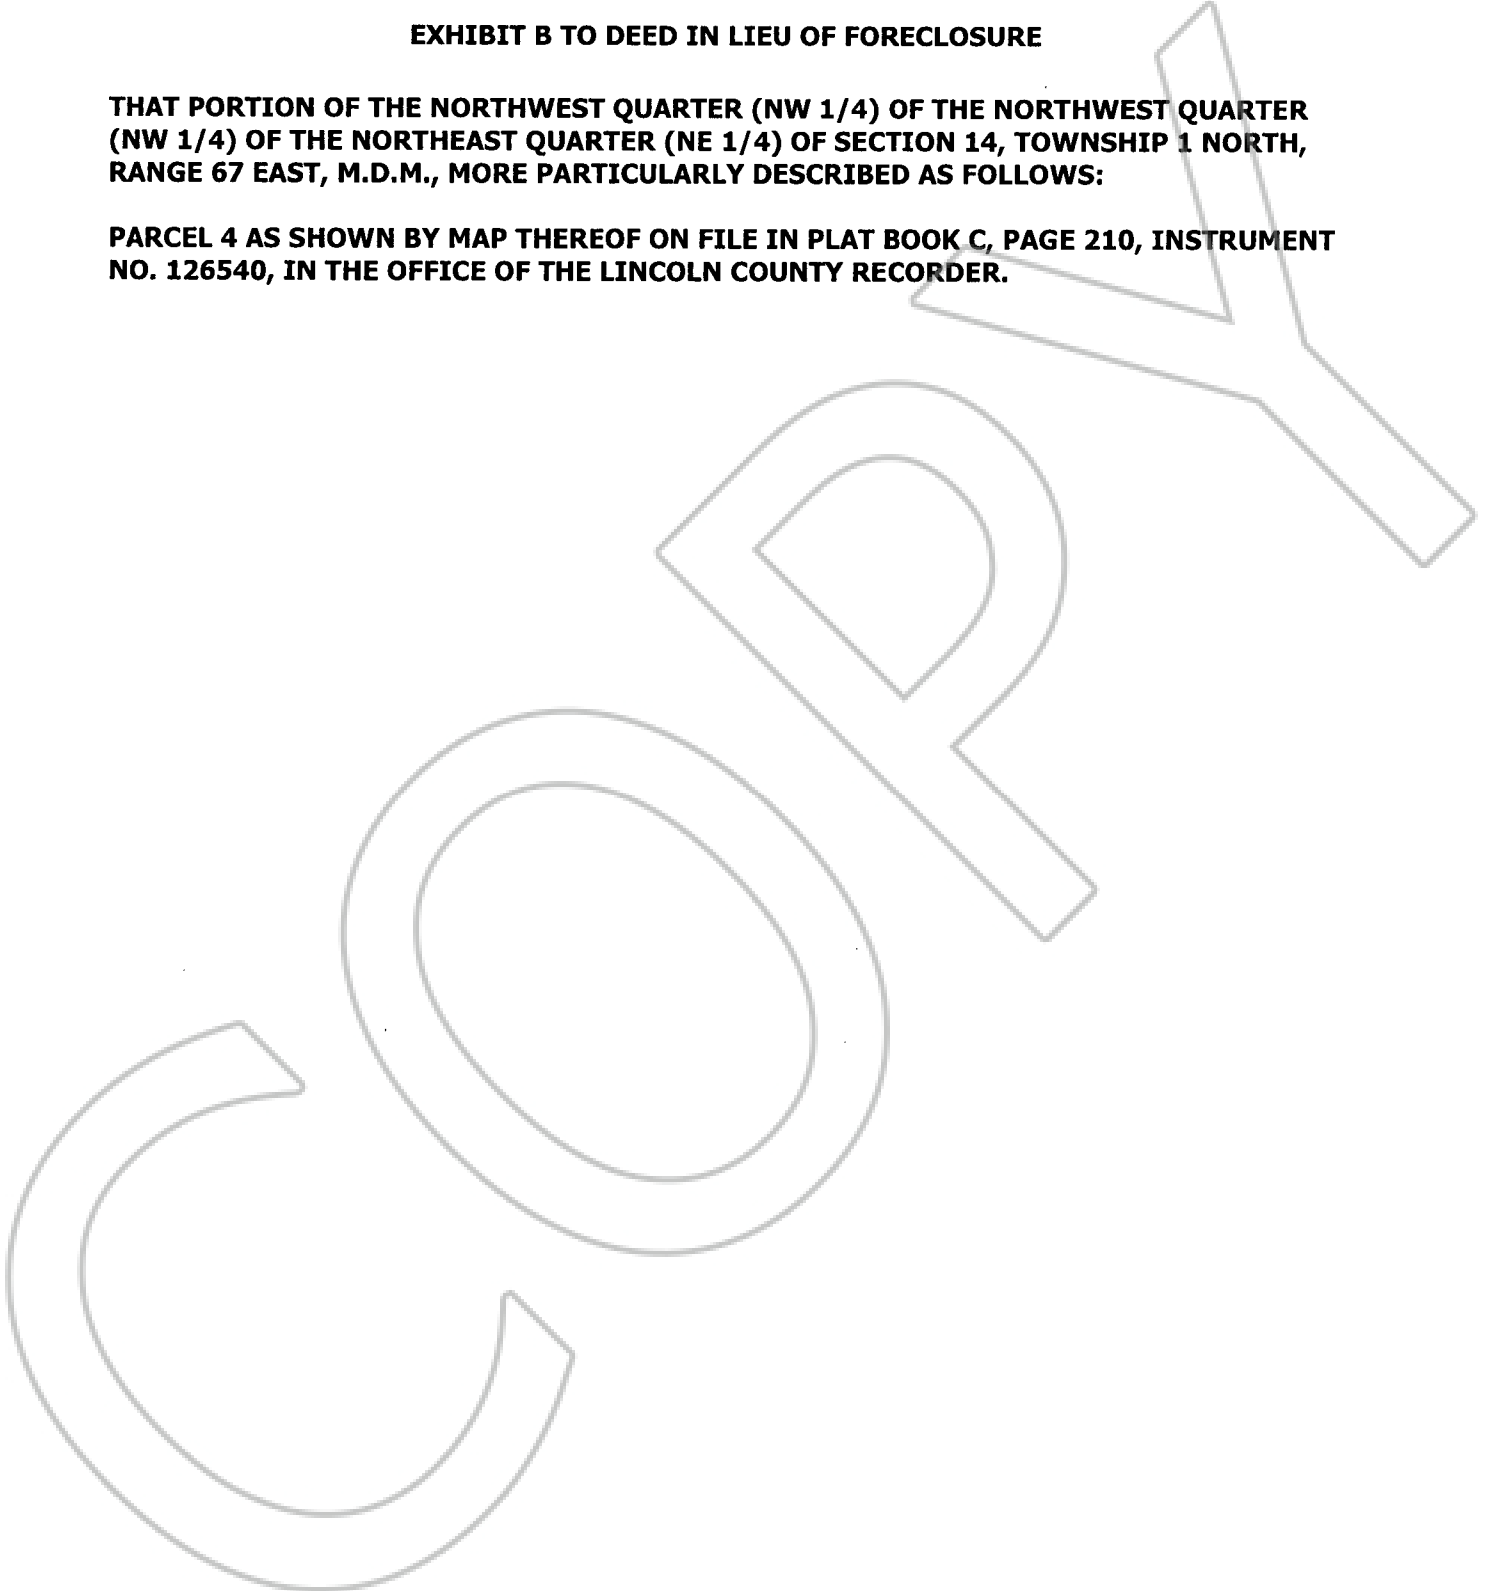 EXHIBIT B TO DEED IN LIEU OF FORECLOSURE
THAT PORTION OF THE NORTHWEST QUARTER (NW 1/4) OF THE NORTHWEST QUARTER
(NW 1/4) OF THE NORTHEAST QUARTER (NE 1/4) OF SECTION 14, TOWNSHIP 1 NORTH,
RANGE 67 EAST, M.D.M., MORE PARTICULARLY DESCRIBED AS FOLLOWS:
PARCEL 4 AS SHOWN BY MAP THEREOF ON FILE IN PLAT BOOK C, PAGE 210, INSTRUMENT
NO. 126540, IN THE OFFICE OF THE LINCOLN COUNTY RECORDER.
COPY